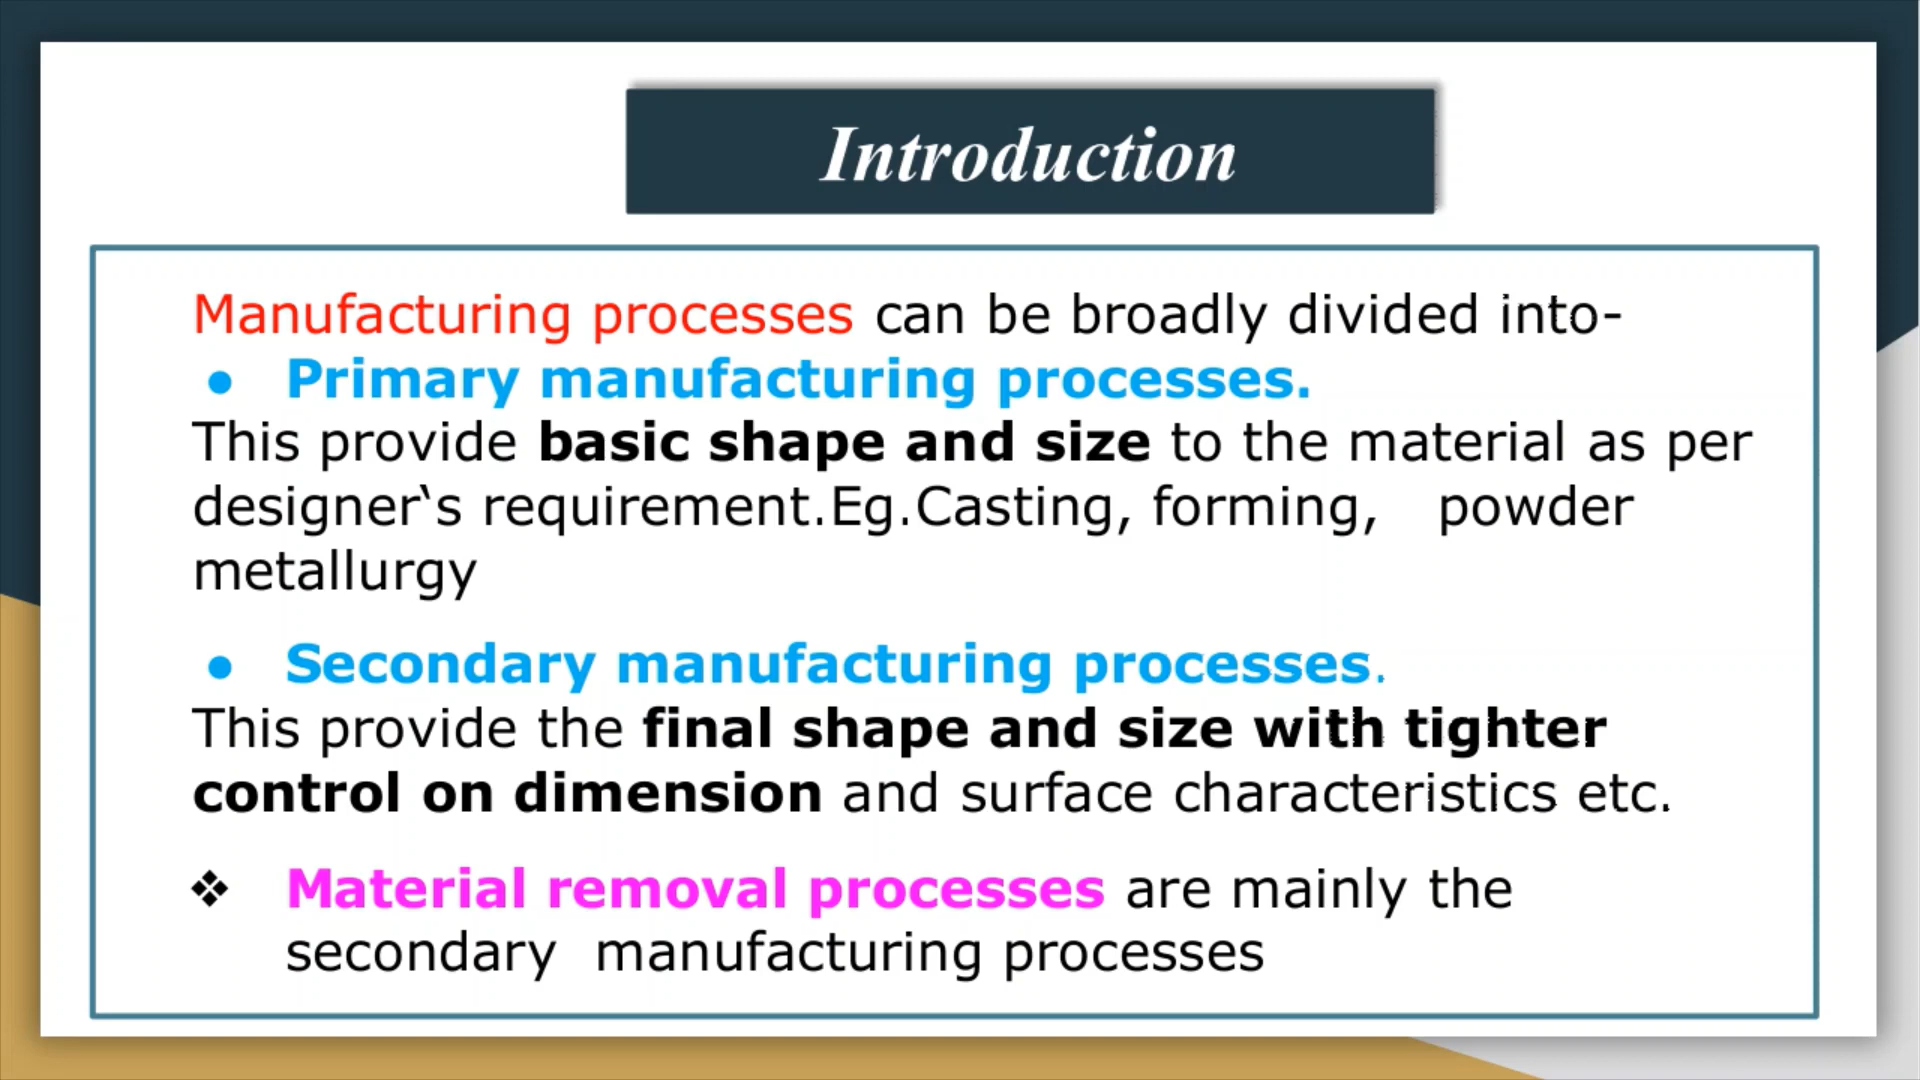 Introduction
Manufacturing processes can be broadly divided into-
● Primary manufacturing processes.
This provide basic shape and size to the material as per
designer‛s requirement.Eg.Casting, forming, powder
metallurgy
● Secondary manufacturing processes.
This provide the final shape and size with tighter
control on dimension and surface characteristics etc.
❖ Material removal processes are mainly the
secondary manufacturing processes